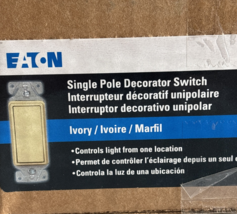 EATON
Single Pole Decorator Switch
Interrupteur décoratif unipolaire
Interruptor decorativo unipolar
Ivory / Ivoire / Marfil
•Controls light from one location
•Permet de contrôler l'éclairage depuis un seul
•Controla la luz de una ubicación